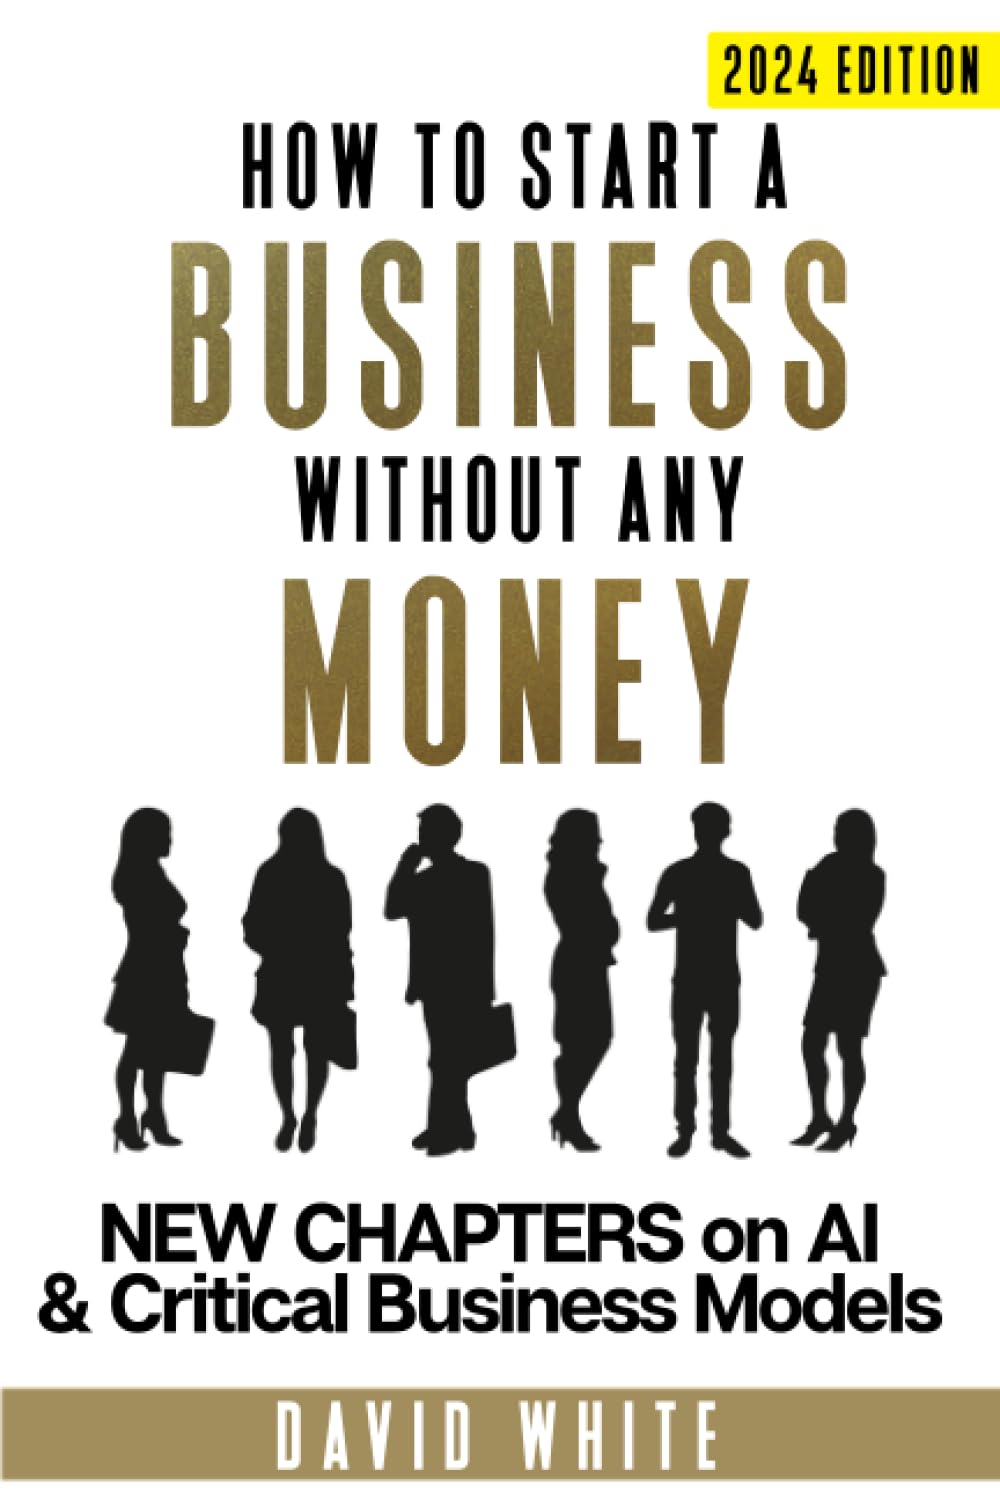 2024 EDITION
HOW TO START A
BUSINESS
WITHOUT ANY
MONEY
NEW CHAPTERS on AI
& Critical Business Models
DAVID WHITE